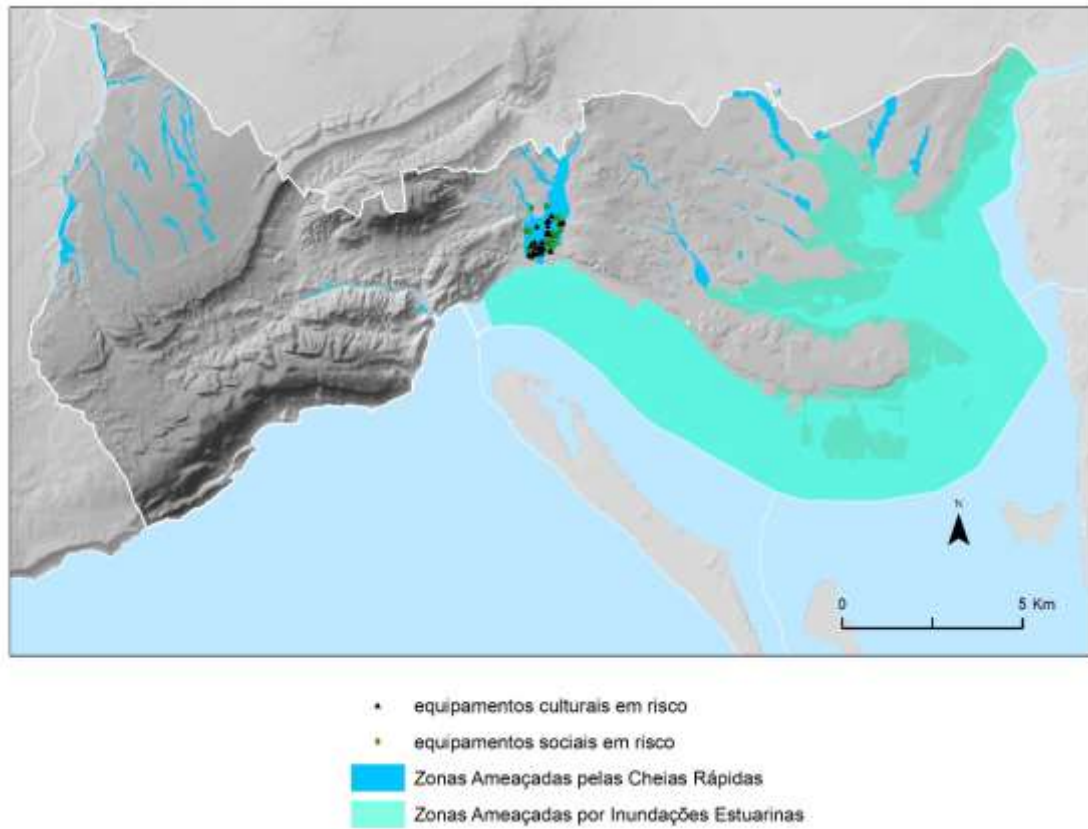 N
0 5 Km
equipamentos culturais em risco
equipamentos sociais em risco
Zonas Ameaçadas pelas Cheias Rápidas
Zonas Ameaçadas por Inundações Estuarinas